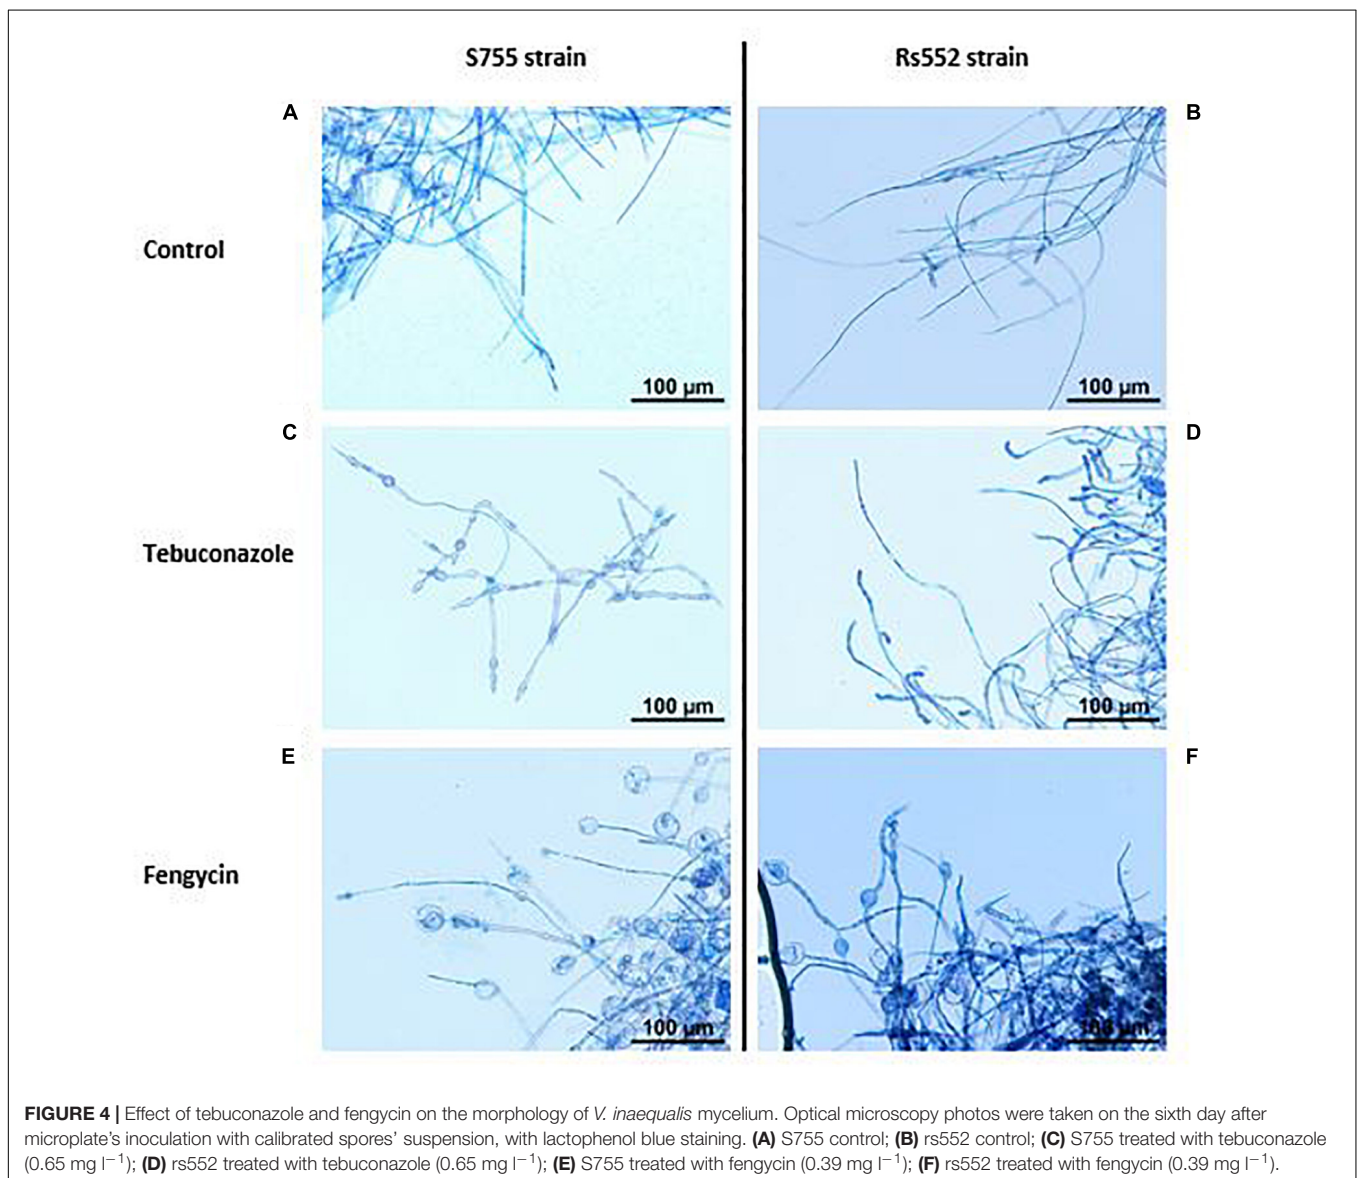 S755 strain
Rs552 strain
A
B
Control
100 µm
100 µm
C
D
Tebuconazole
100 µm
100 µm
E
F
Fengycin
100 µm
100 µm
FIGURE 4 | Effect of tebuconazole and fengycin on the morphology of V. inaequalis mycelium. Optical microscopy photos were taken on the sixth day after
microplate's inoculation with calibrated spores' suspension, with lactophenol blue staining. (A) S755 control; (B) rs552 control; (C) S755 treated with tebuconazole
(0.65 mg l−1); (D) rs552 treated with tebuconazole (0.65 mg l−1); (E) S755 treated with fengycin (0.39 mg l−1); (F) rs552 treated with fengycin (0.39 mg l−1).